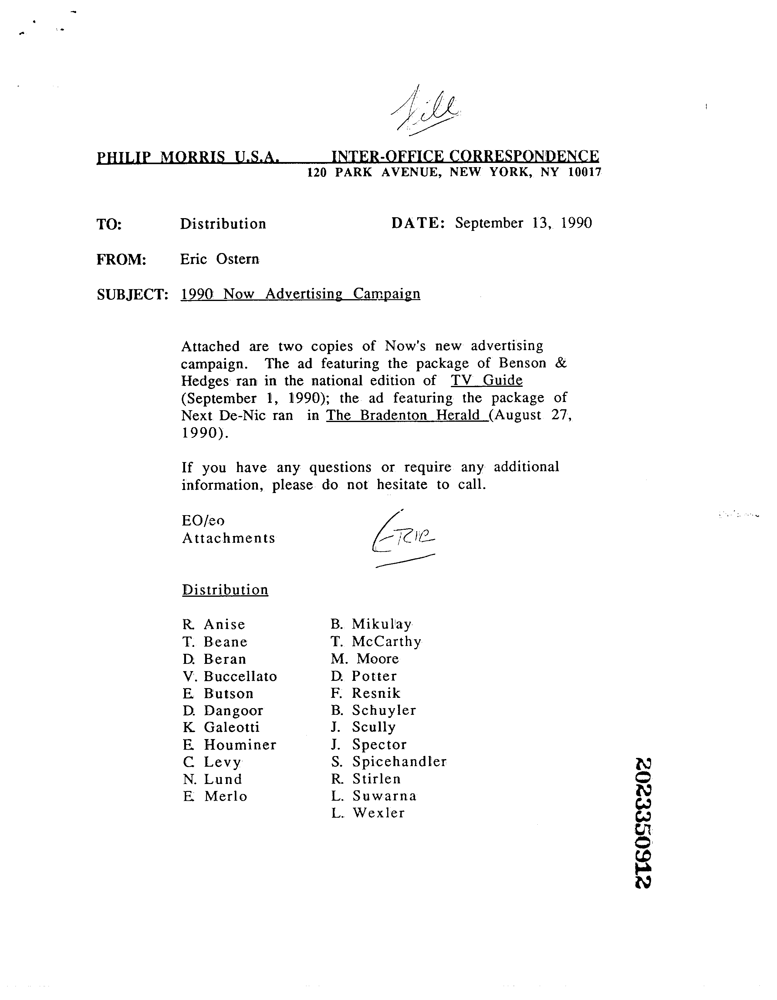 File
PHILIP MORRIS U.S.A. INTER-OFFICE CORRESPONDENCE
120 PARK AVENUE, NEW YORK, NY 10017
TO: Distribution DATE: September 13, 1990
FROM: Eric Ostern
SUBJECT: 1990 Now Advertising Campaign
Attached are two copies of Now's new advertising
campaign. The ad featuring the package of Benson &
Hedges ran in the national edition of TV Guide
(September 1, 1990); the ad featuring the package of
Next De-Nic ran in The Bradenton Herald (August 27,
1990).
If you have any questions or require any additional
information, please do not hesitate to call.
EO/eo
Attachments
Eric
Distribution
R. Anise
T. Beane
D. Beran
V. Buccellato
E. Butson
D. Dangoor
K. Galeotti
E. Houminer
C. Levy
N. Lund
E. Merlo
B. Mikulay
T. McCarthy
M. Moore
D. Potter
F. Resnik
B. Schuyler
J. Scully
J. Spector
S. Spicehandler
R. Stirlen
L. Suwarna
L. Wexler
2023350912